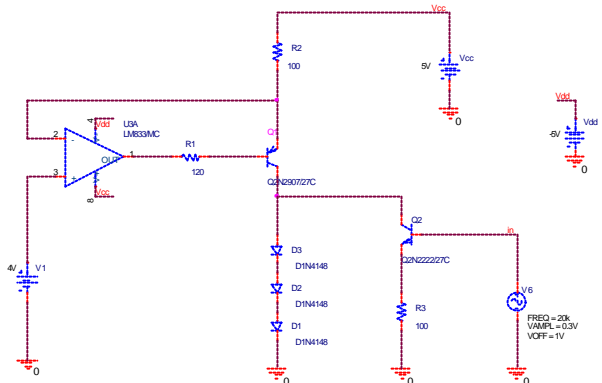 Vcc
R2
100
Vcc
5V
0
Vdd
Vdd
-5V
0
U3A
LM833/MC
4
Vdd
2
-
OUT
1
3
+
8
Vcc
R1
120
Q1
Q2N2907/27C
4V
V1
0
D3
D1N4148
D2
D1N4148
D1
D1N4148
0
Q2
Q2N2222/27C
R3
100
0
in
V6
FREQ = 20k
VAMPL = 0.3V
VOFF = 1V
0